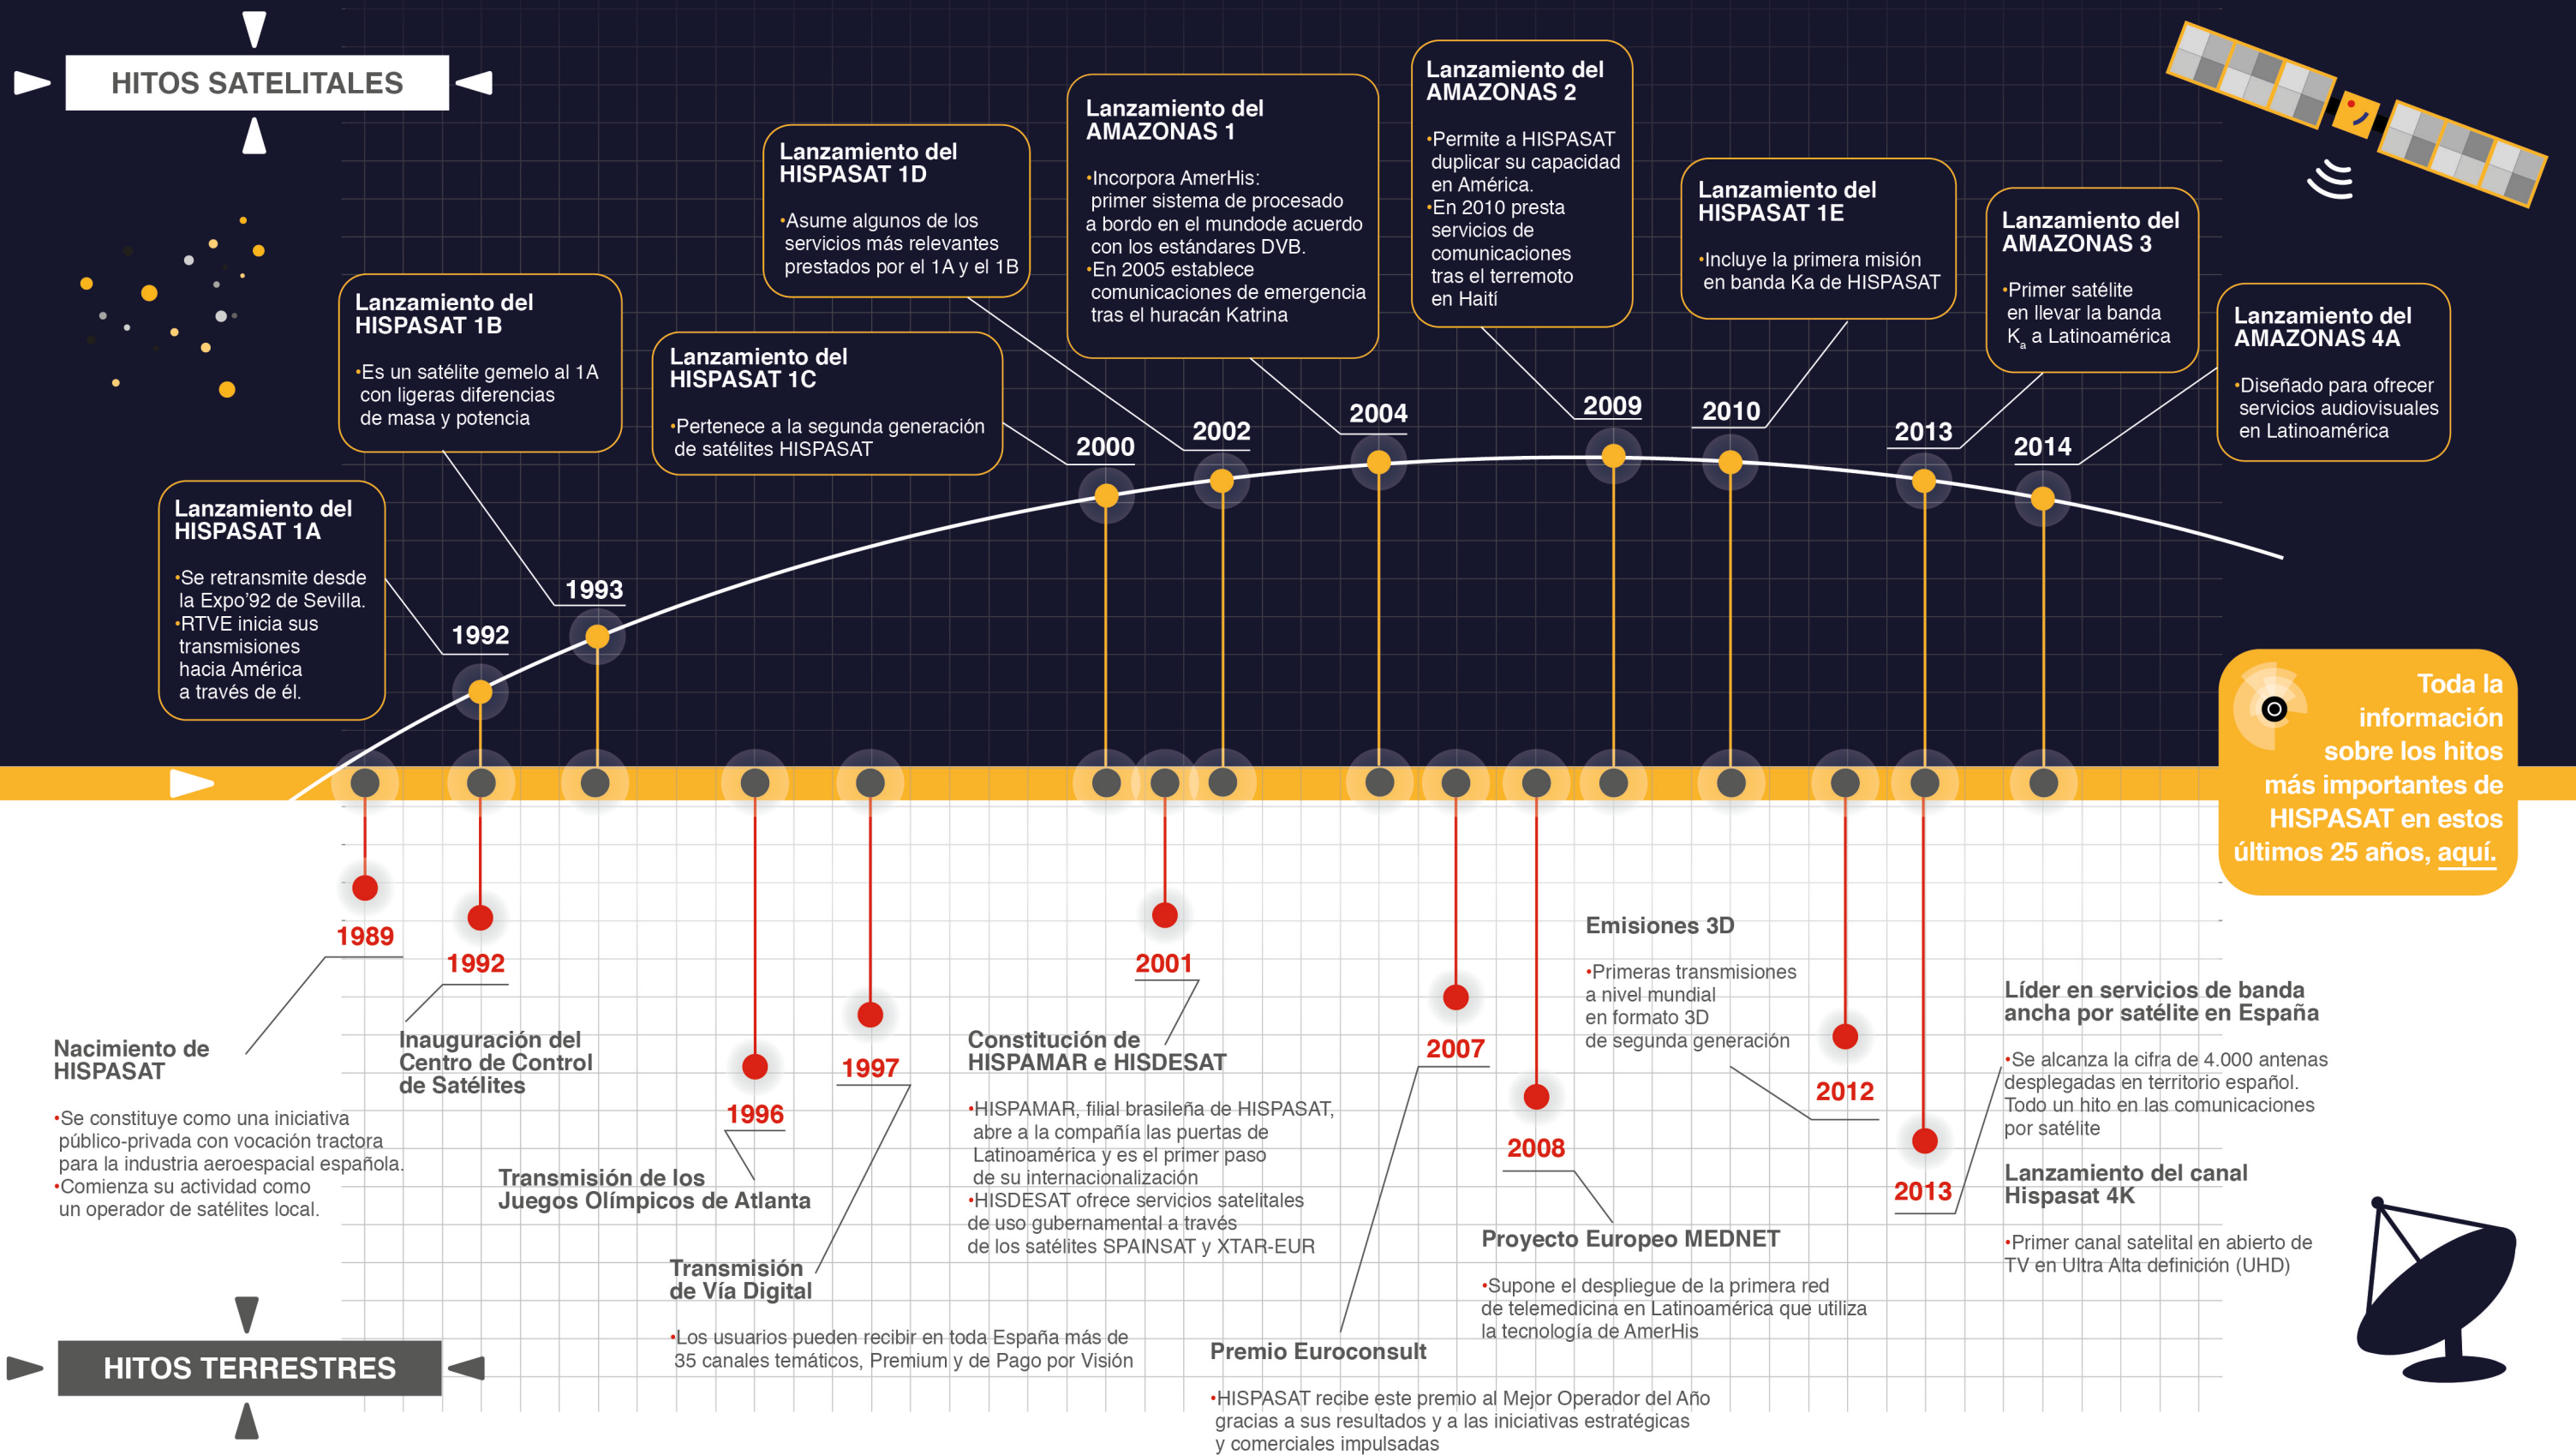 HITOS SATELITALES
Lanzamiento del
HISPASAT 1A
•Se retransmite desde
la Expo'92 de Sevilla.
•RTVE inicia sus
transmisiones
hacia América
a través de él.
1992
Lanzamiento del
HISPASAT 1B
•Es un satélite gemelo al 1A
con ligeras diferencias
de masa y potencia
1993
Lanzamiento del
HISPASAT 1C
•Pertenece a la segunda generación
de satélites HISPASAT
2000
Lanzamiento del
HISPASAT 1D
•Asume algunos de los
servicios más relevantes
prestados por el 1A y el 1B
2002
Lanzamiento del
AMAZONAS 1
•Incorpora AmerHis:
primer sistema de procesado
a bordo en el mundode acuerdo
con los estándares DVB.
•En 2005 establece
comunicaciones de emergencia
tras el huracán Katrina
2004
Lanzamiento del
AMAZONAS 2
•Permite a HISPASAT
duplicar su capacidad
en América.
•En 2010 presta
servicios de
comunicaciones
tras el terremoto
en Haití
2009
Lanzamiento del
HISPASAT 1E
•Incluye la primera misión
en banda Ka de HISPASAT
2010
Lanzamiento del
AMAZONAS 3
•Primer satélite
en llevar la banda
Ka a Latinoamérica
2013
Lanzamiento del
AMAZONAS 4A
•Diseñado para ofrecer
servicios audiovisuales
en Latinoamérica
2014
Toda la
información
sobre los hitos
más importantes de
HISPASAT en estos
últimos 25 años, aquí.
1989
Nacimiento de
HISPASAT
•Se constituye como una iniciativa
público-privada con vocación tractora
para la industria aeroespacial española.
•Comienza su actividad como
un operador de satélites local.
1992
Inauguración del
Centro de Control
de Satélites
1996
Transmisión de los
Juegos Olímpicos de Atlanta
1997
Transmisión
de Vía Digital
•Los usuarios pueden recibir en toda España más de
35 canales temáticos, Premium y de Pago por Visión
2001
Constitución de
HISPAMAR e HISDESAT
•HISPAMAR, filial brasileña de HISPASAT,
abre a la compañía las puertas de
Latinoamérica y es el primer paso
de su internacionalización
•HISDESAT ofrece servicios satelitales
de uso gubernamental a través
de los satélites SPAINSAT y XTAR-EUR
2007
Premio Euroconsult
•HISPASAT recibe este premio al Mejor Operador del Año
gracias a sus resultados y a las iniciativas estratégicas
y comerciales impulsadas
2008
Proyecto Europeo MEDNET
•Supone el despliegue de la primera red
de telemedicina en Latinoamérica que utiliza
la tecnología de AmerHis
Emisiones 3D
•Primeras transmisiones
a nivel mundial
en formato 3D
de segunda generación
2012
2013
Líder en servicios de banda
ancha por satélite en España
•Se alcanza la cifra de 4.000 antenas
desplegadas en territorio español.
Todo un hito en las comunicaciones
por satélite
Lanzamiento del canal
Hispasat 4K
•Primer canal satelital en abierto de
TV en Ultra Alta definición (UHD)
HITOS TERRESTRES